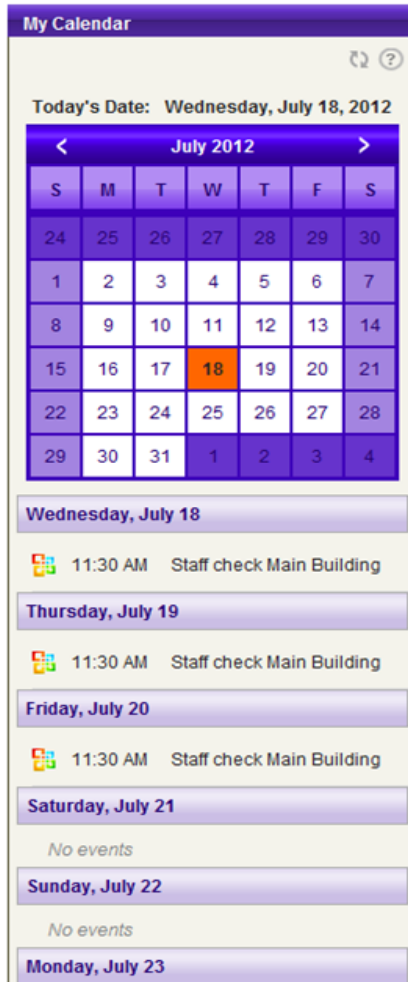 My Calendar
?
Today's Date: Wednesday, July 18, 2012
< July 2012 >
S M T W T F S
24 25 26 27 28 29 30
1 2 3 4 5 6 7
8 9 10 11 12 13 14
15 16 17 18 19 20 21
22 23 24 25 26 27 28
29 30 31 1 2 3 4
Wednesday, July 18
11:30 AM Staff check Main Building
Thursday, July 19
11:30 AM Staff check Main Building
Friday, July 20
11:30 AM Staff check Main Building
Saturday, July 21
No events
Sunday, July 22
No events
Monday, July 23